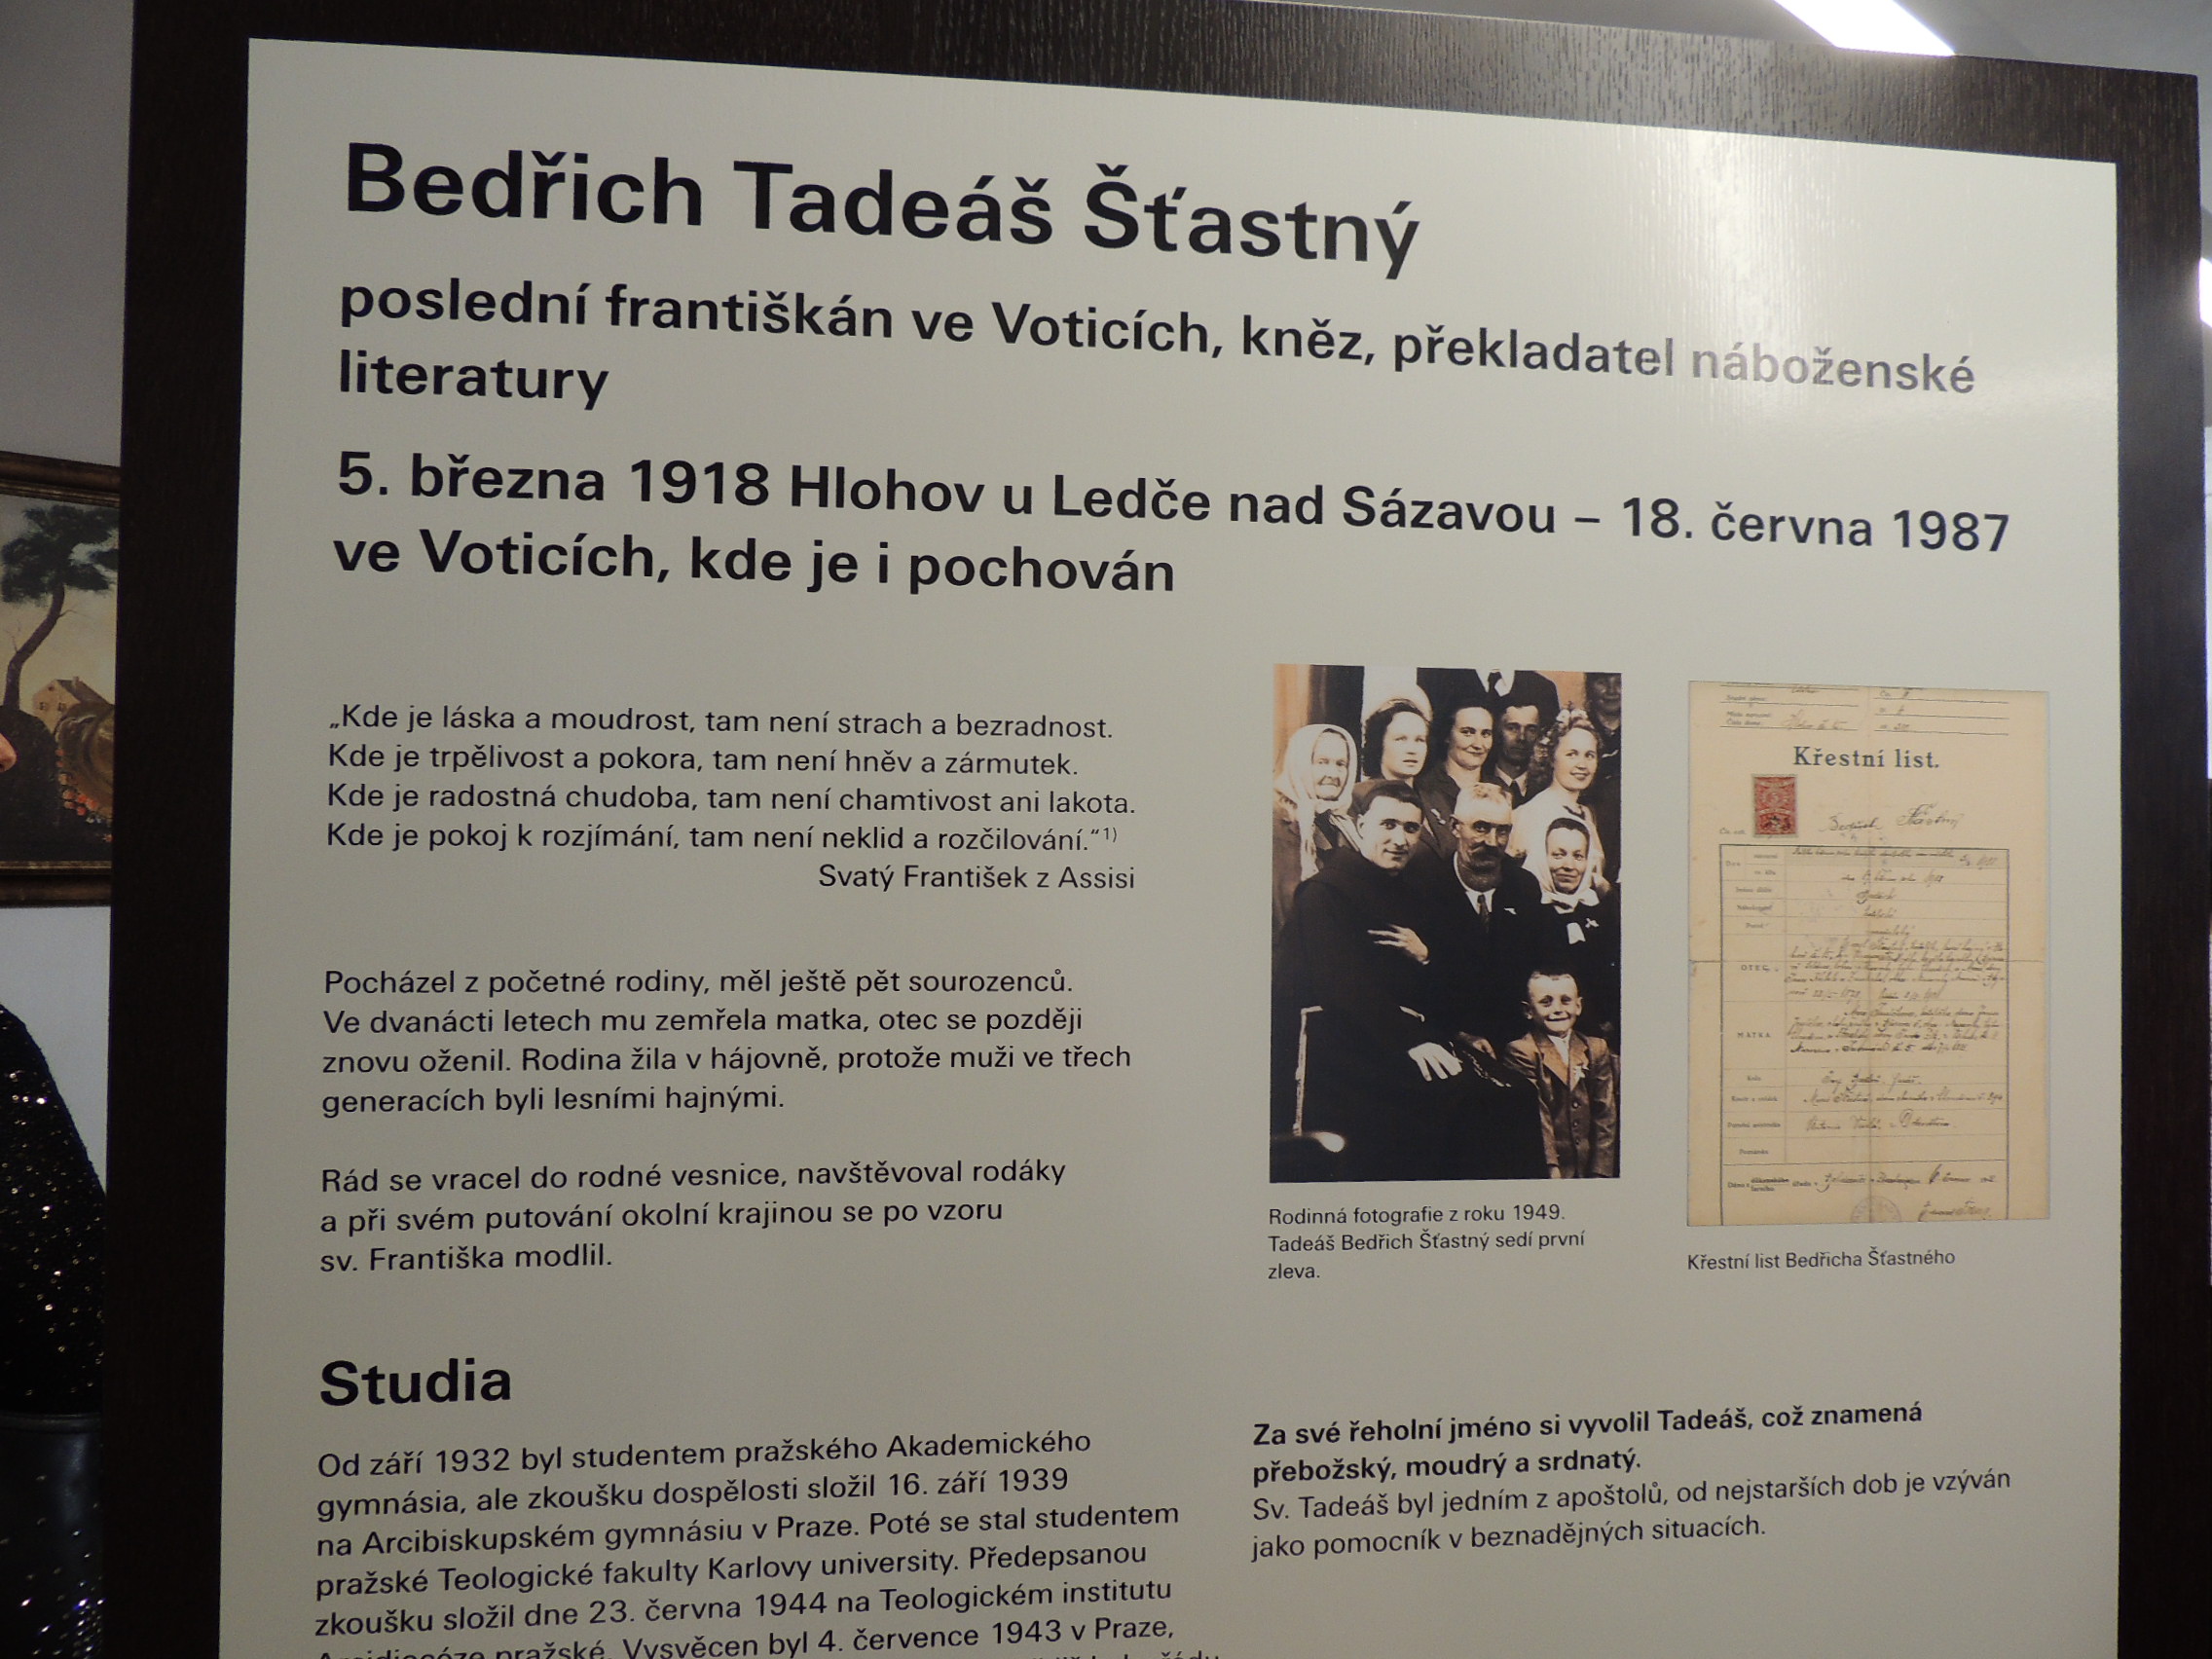 Bedřich Tadeáš Šťastný
poslední františkán ve Voticích, kněz, překladatel náboženské
literatury
5. března 1918 Hlohov u Ledče nad Sázavou – 18. června 1987
ve Voticích, kde je i pochován
„Kde je láska a moudrost, tam není strach a bezradnost.
Kde je trpělivost a pokora, tam není hněv a zármutek.
Kde je radostná chudoba, tam není chamtivost ani lakota.
Kde je pokoj k rozjímání, tam není neklid a rozčilování.“1)
Svatý František z Assisi
Pocházel z početné rodiny, měl ještě pět sourozenců.
Ve dvanácti letech mu zemřela matka, otec se později
znovu oženil. Rodina žila v hájovně, protože muži ve třech
generacích byli lesními hajnými.
Rád se vracel do rodné vesnice, navštěvoval rodáky
a při svém putování okolní krajinou se po vzoru
sv. Františka modlil.
Křestní list.
OTEC
MATKA
Rodinná fotografie z roku 1949.
Tadeáš Bedřich Šťastný sedí první
zleva.
Křestní list Bedřicha Šťastného
Studia
Od září 1932 byl studentem pražského Akademického
gymnásia, ale zkoušku dospělosti složil 16. září 1939
na Arcibiskupském gymnásiu v Praze. Poté se stal studentem
pražské Teologické fakulty Karlovy university. Předepsanou
zkoušku složil dne 23. června 1944 na Teologickém institutu
pražské. Vysvěcen byl 4. července 1943 v Praze,
Za své řeholní jméno si vyvolil Tadeáš, což znamená
přebožský, moudrý a srdnatý.
Sv. Tadeáš byl jedním z apoštolů, od nejstarších dob je vzýván
jako pomocník v beznadějných situacích.